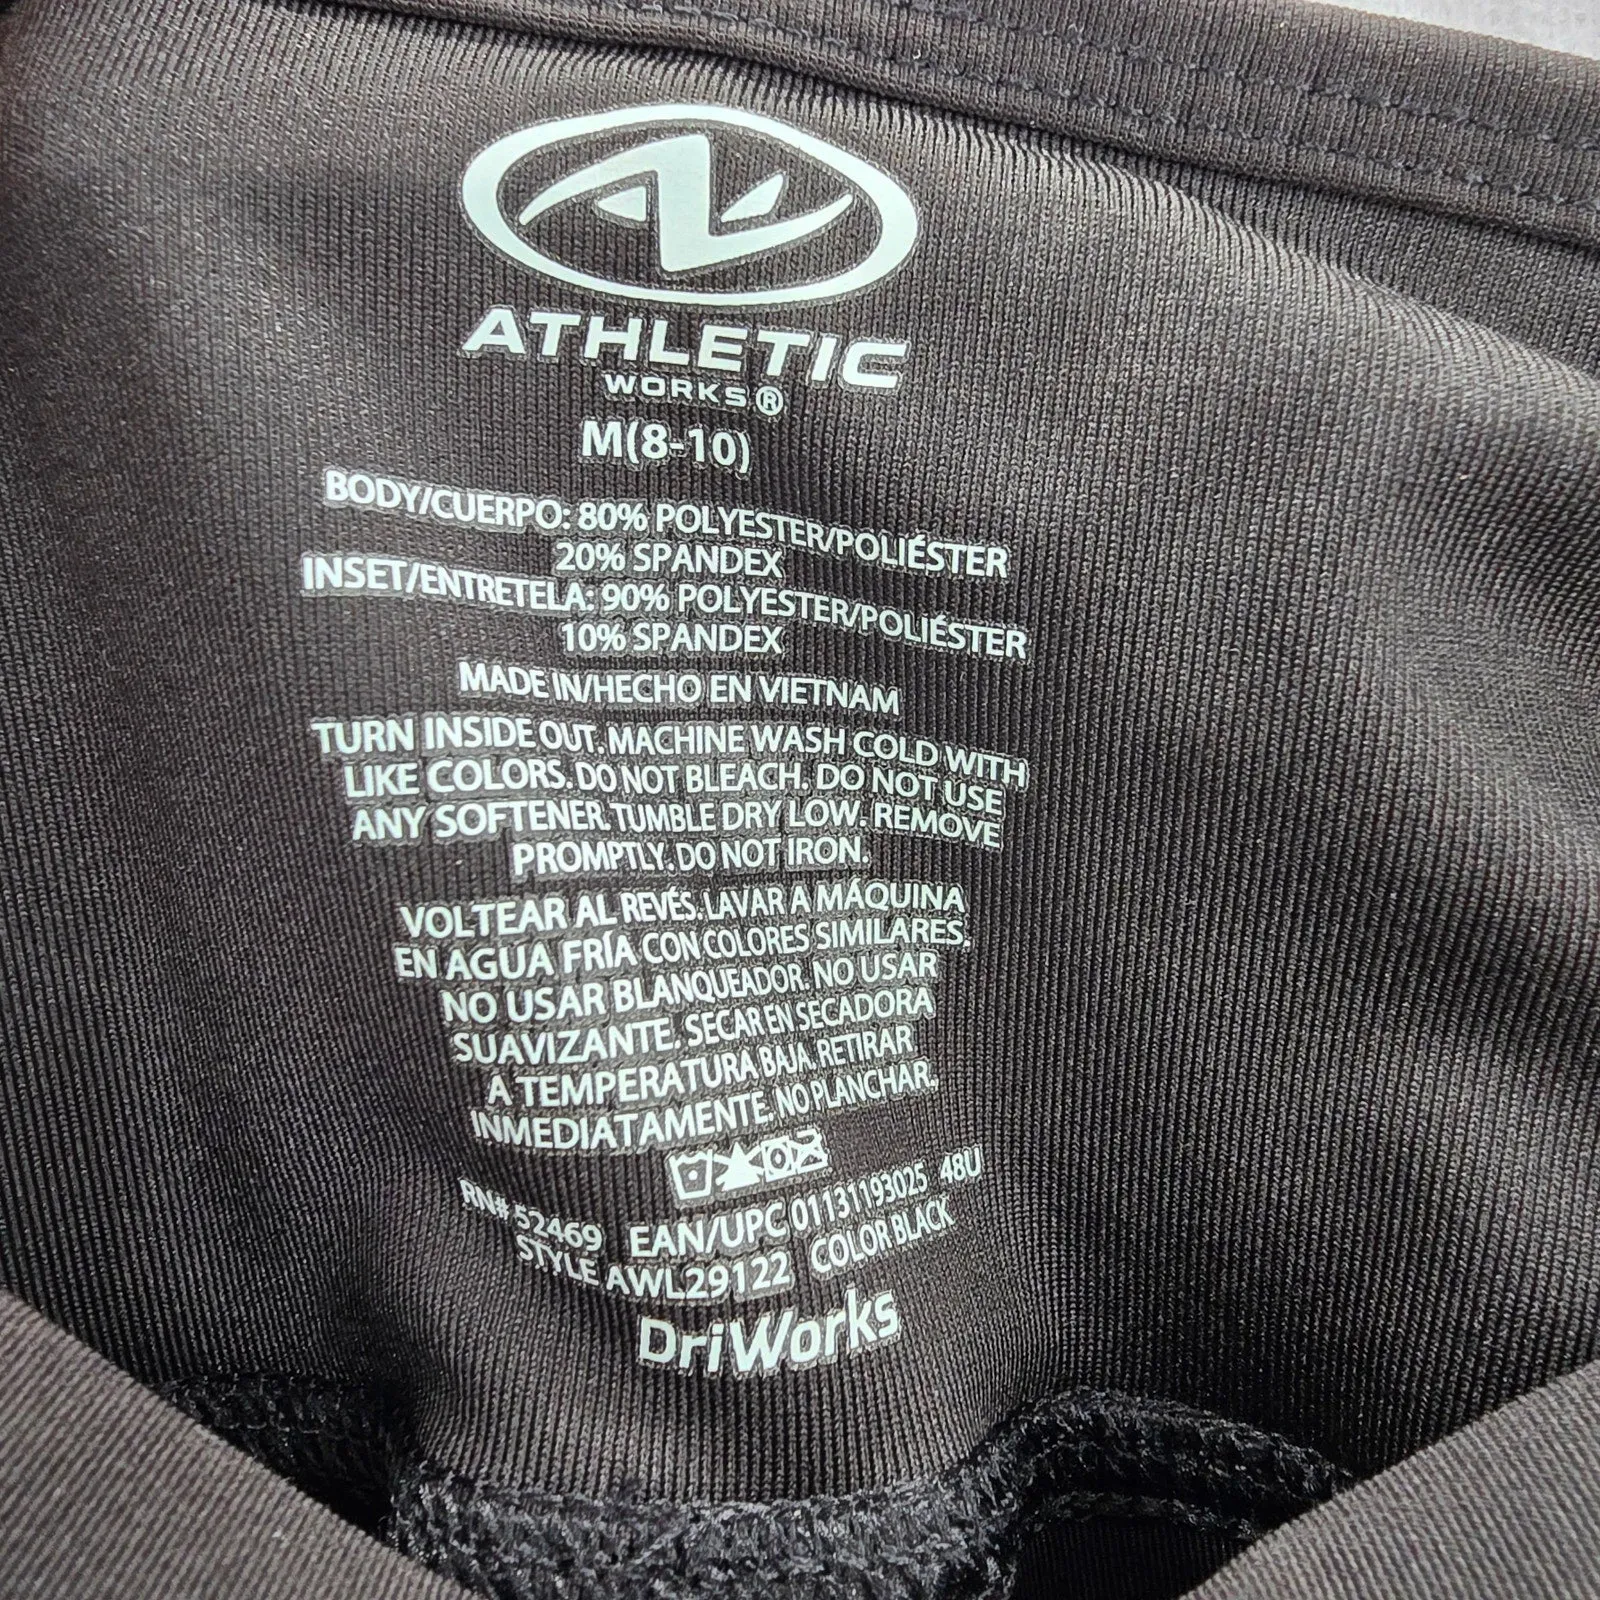 ATHLETIC
WORKS®
M(8-10)
BODY/CUERPO: 80% POLYESTER/POLIÉSTER
20% SPANDEX
INSET/ENTRETELA: 90% POLYESTER/POLIÉSTER
10% SPANDEX
MADE IN/HECHO EN VIETNAM
TURN INSIDE OUT. MACHINE WASH COLD WITH
LIKE COLORS. DO NOT BLEACH. DO NOT USE
ANY SOFTENER. TUMBLE DRY LOW. REMOVE
PROMPTLY. DO NOT IRON.
VOLTEAR AL REVÉS. LAVAR A MÁQUINA
EN AGUA FRÍA CON COLORES SIMILARES.
NO USAR BLANQUEADOR. NO USAR
SUAVIZANTE. SECAR EN SECADORA
A TEMPERATURA BAJA. RETIRAR
INMEDIATAMENTE. NO PLANCHAR.
RN# 52469 EAN/UPC 01131193025 48U
STYLE AWL29122 COLOR BLACK
DriWorks